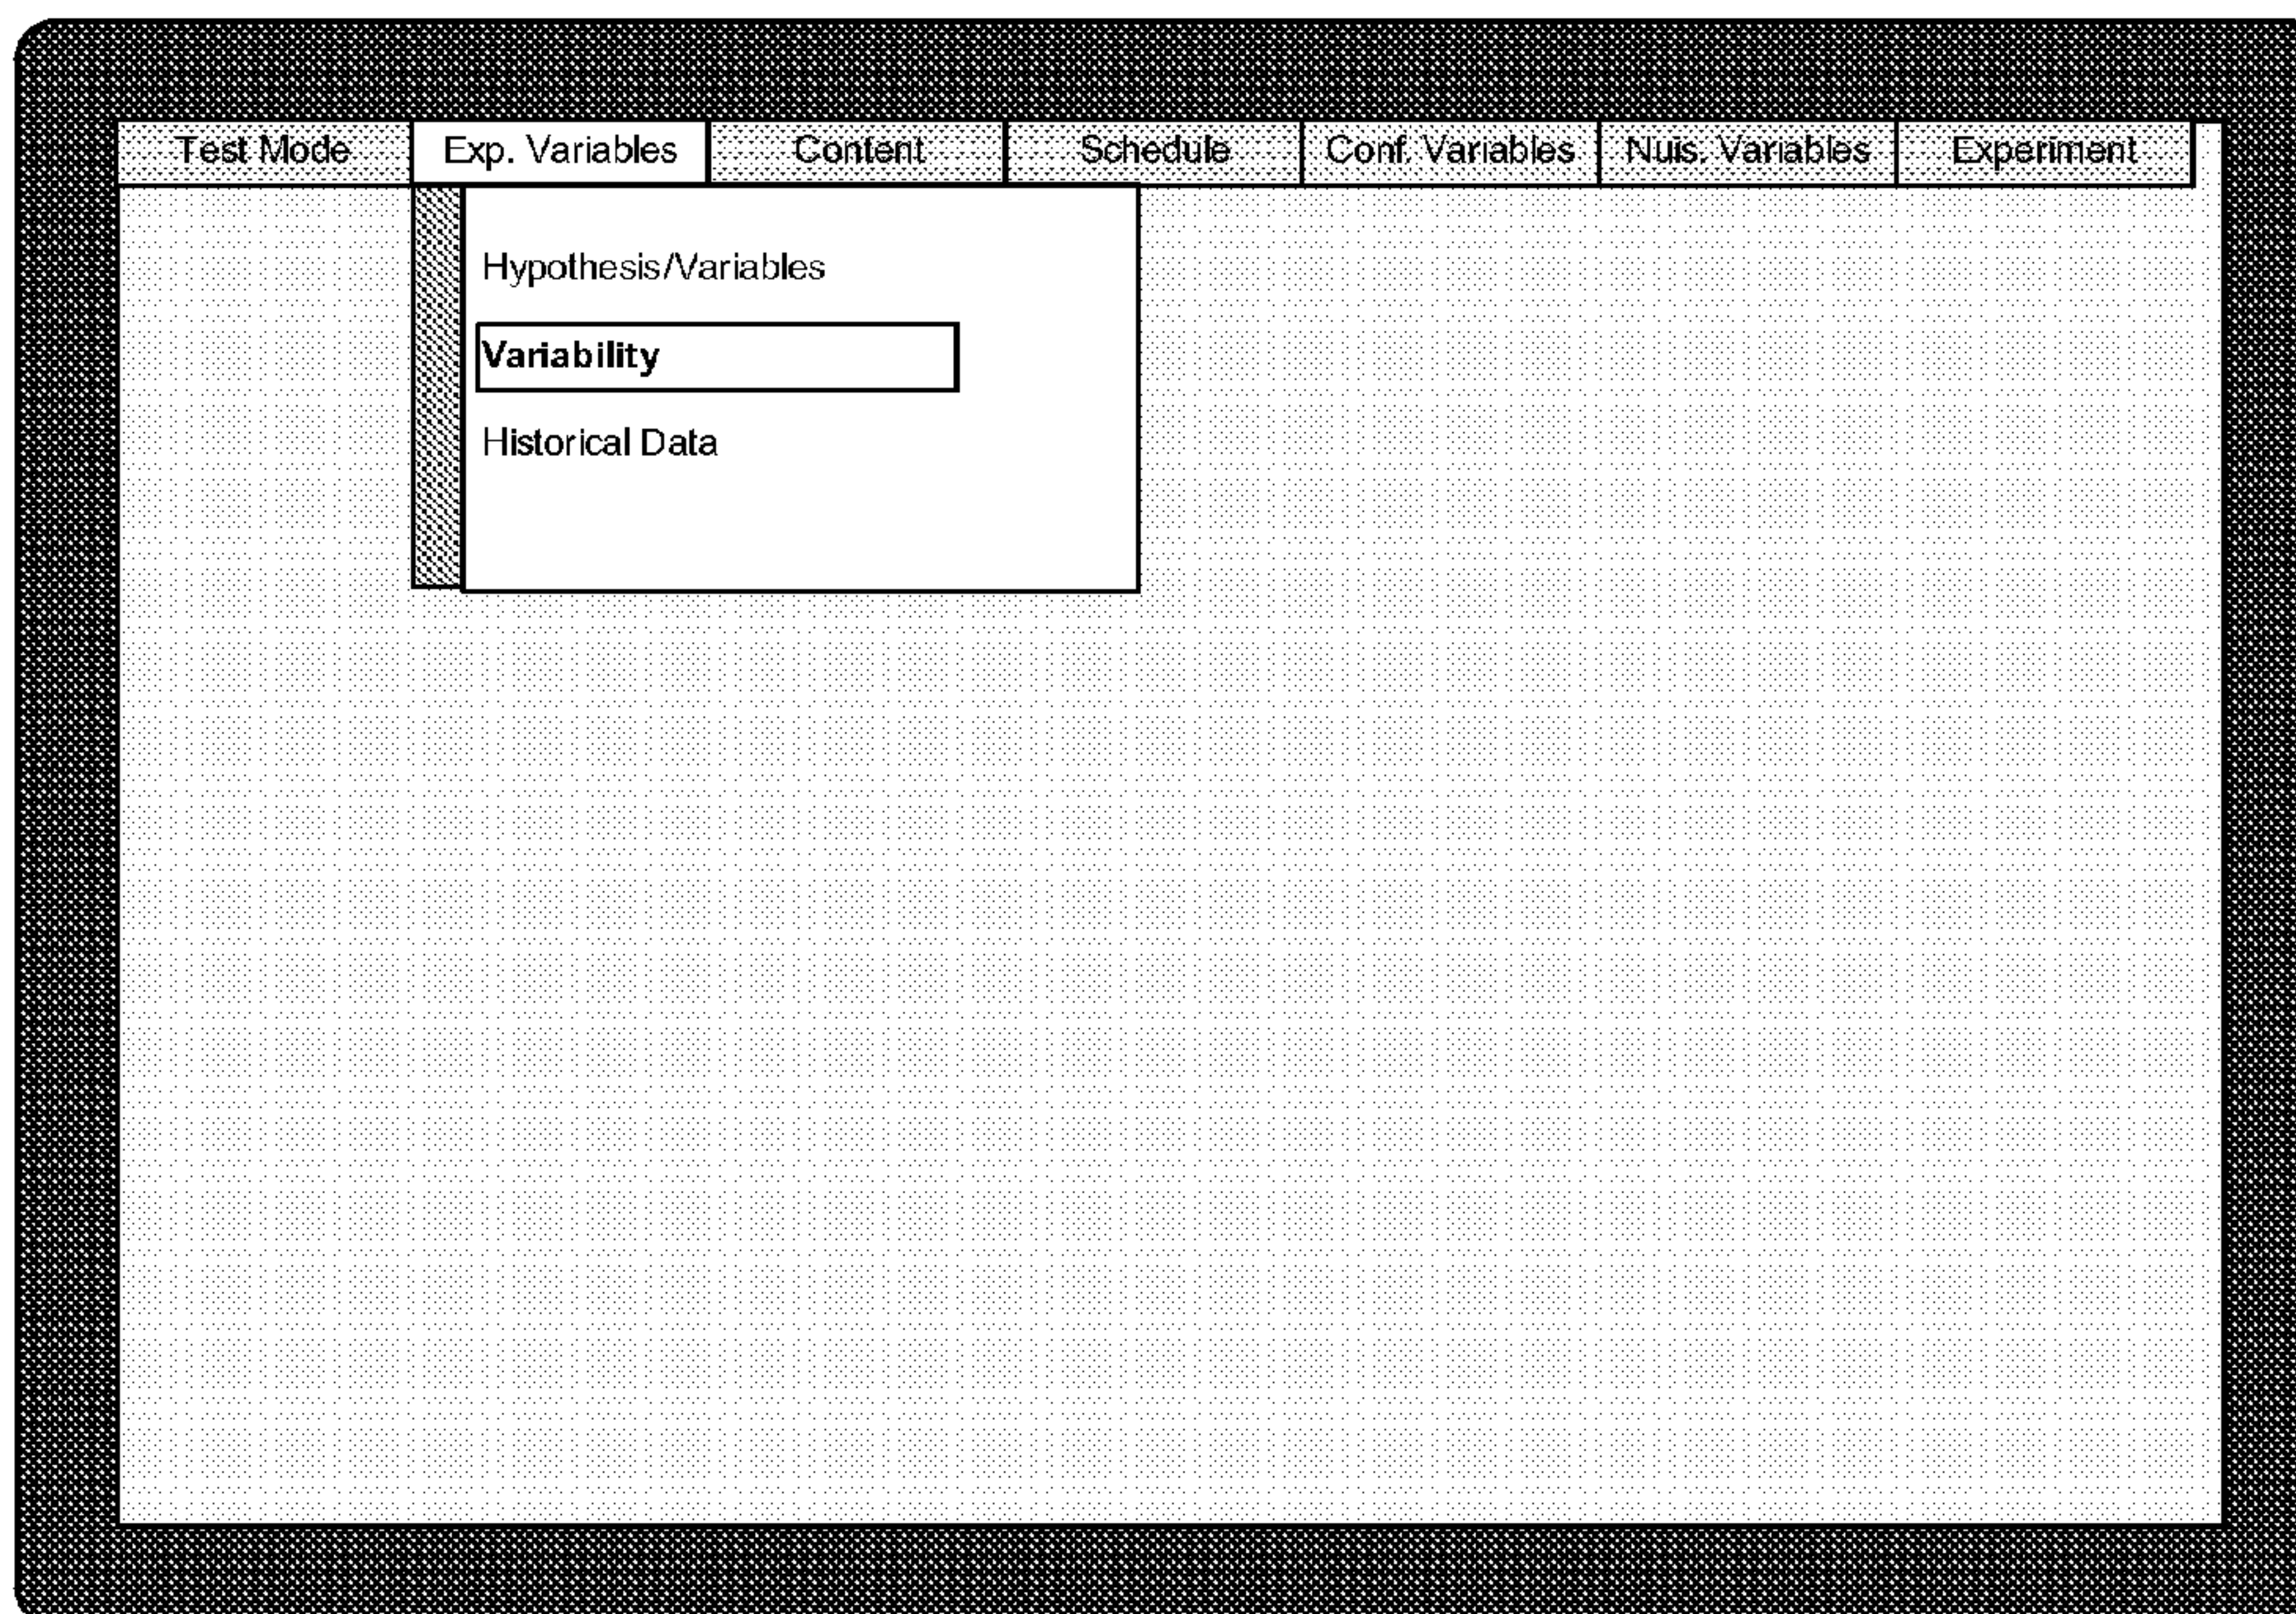 Test Mode Exp. Variables Content Schedule Conf. Variables Nuis. Variables Experiment
Hypothesis/Variables
Variability
Historical Data